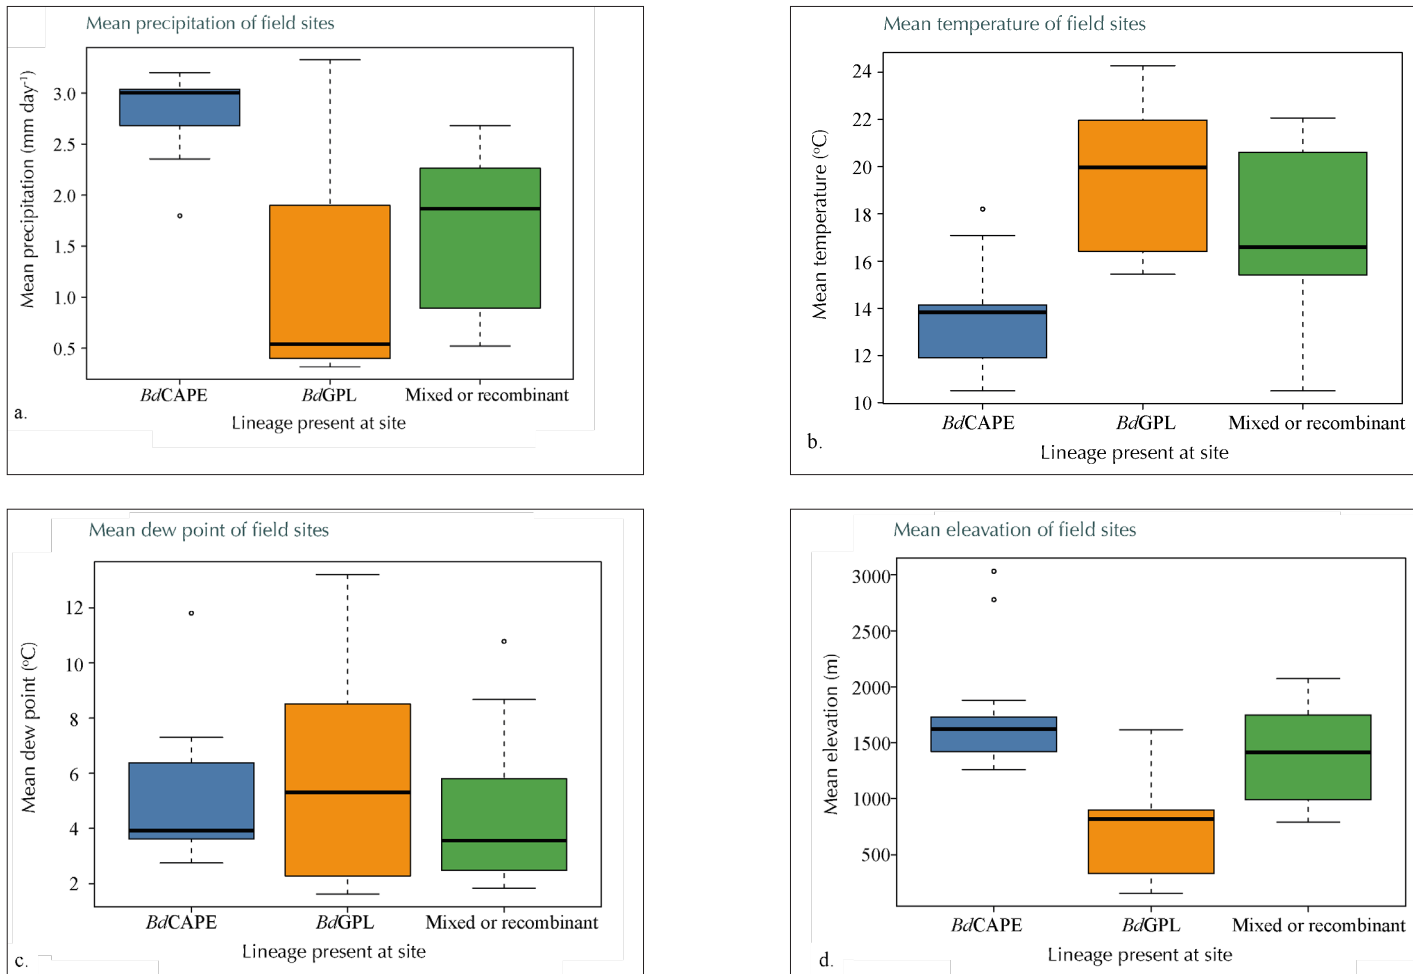 Mean precipitation of field sites
Mean precipitation (mm day⁻¹)
3.0
2.5
2.0
1.5
1.0
0.5
BdCAPE BdGPL Mixed or recombinant
Lineage present at site
a.
Mean temperature of field sites
Mean temperature (°C)
24
22
20
18
16
14
12
10
BdCAPE BdGPL Mixed or recombinant
Lineage present at site
b.
Mean dew point of field sites
Mean dew point (°C)
12
10
8
6
4
2
BdCAPE BdGPL Mixed or recombinant
Lineage present at site
c.
Mean eleavation of field sites
Mean elevation (m)
3000
2500
2000
1500
1000
500
BdCAPE BdGPL Mixed or recombinant
Lineage present at site
d.